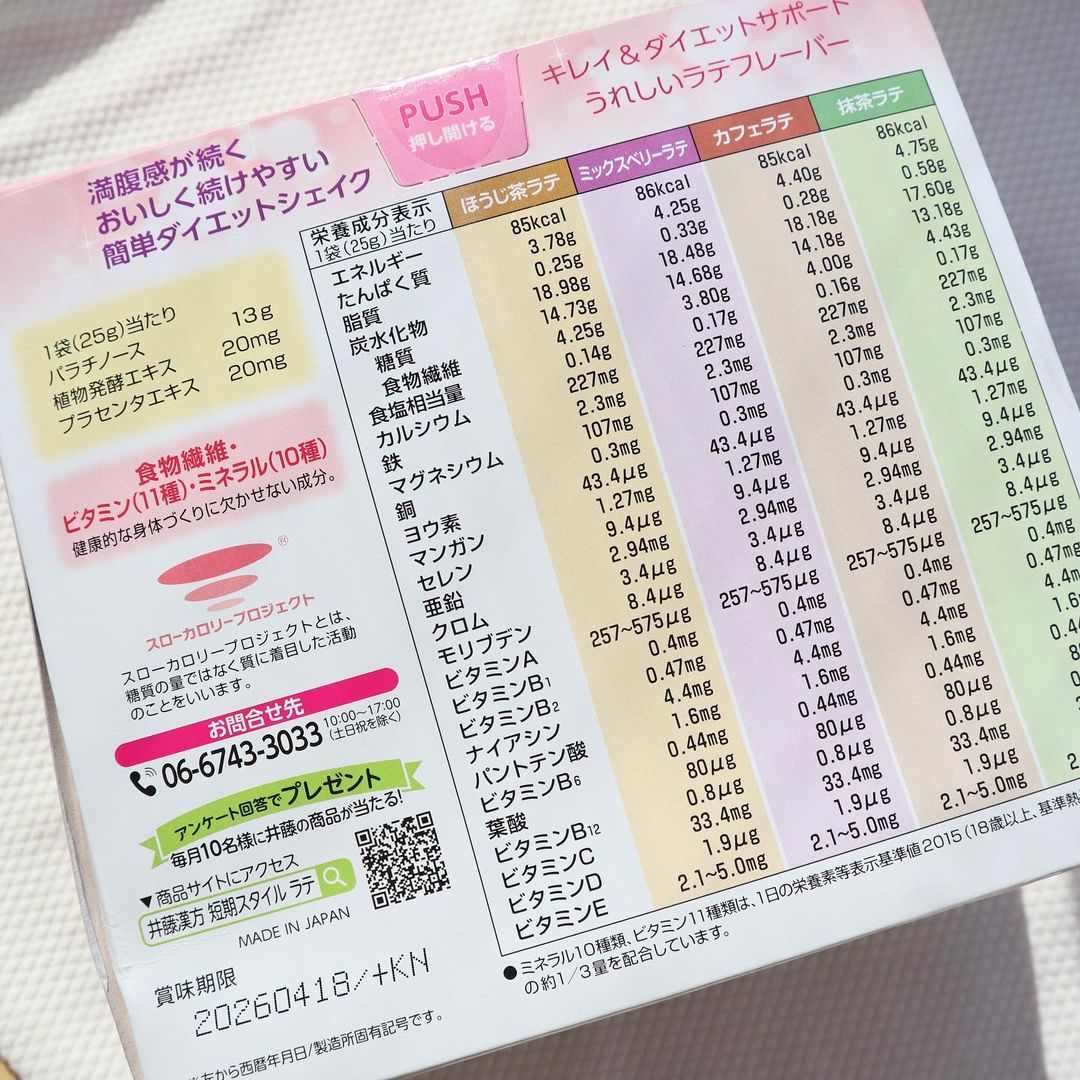 キレイ&ダイエットサポート
うれしいラテフレーバー
PUSH
押し開ける
満腹感が続く
おいしく続けやすい
簡単ダイエットシェイク
1袋(25g)当たり
パラチノース 13g
植物発酵エキス 20mg
プラセンタエキス 20mg
食物繊維・
ビタミン(11種)・ミネラル(10種)
健康的な身体づくりに欠かせない成分。
®
スローカロリープロジェクト
スローカロリープロジェクトとは、
糖質の量ではなく質に着目した活動
のことをいいます。
お問合せ先
06-6743-3033 10:00～17:00
(土日祝を除く)
アンケート回答でプレゼント
毎月10名様に井藤の商品が当たる!
▼商品サイトにアクセス
井藤漢方 短期スタイル ラテ
MADE IN JAPAN
賞味期限
20260418/+KN
※左から西暦年月日/製造所固有記号です。
栄養成分表示
1袋(25g)当たり
ほうじ茶ラテ ミックスベリーラテ カフェラテ 抹茶ラテ
エネルギー 85kcal 86kcal 85kcal 86kcal
たんぱく質 3.78g 4.25g 4.40g 4.75g
脂質 0.25g 0.33g 0.28g 0.58g
炭水化物 18.98g 18.48g 18.18g 17.60g
糖質 14.73g 14.68g 14.18g 13.18g
食物繊維 4.25g 3.80g 4.00g 4.43g
食塩相当量 0.14g 0.17g 0.16g 0.17g
カルシウム 227mg 227mg 227mg 227mg
鉄 2.3mg 2.3mg 2.3mg 2.3mg
マグネシウム 107mg 107mg 107mg 107mg
銅 0.3mg 0.3mg 0.3mg 0.3mg
ヨウ素 43.4μg 43.4μg 43.4μg 43.4μg
マンガン 1.27mg 1.27mg 1.27mg 1.27mg
セレン 9.4μg 9.4μg 9.4μg 9.4μg
亜鉛 2.94mg 2.94mg 2.94mg 2.94mg
クロム 3.4μg 3.4μg 3.4μg 3.4μg
モリブデン 8.4μg 8.4μg 8.4μg 8.4μg
ビタミンA 257~575μg 257~575μg 257~575μg 257~575μg
ビタミンB1 0.4mg 0.4mg 0.4mg 0.4mg
ビタミンB2 0.47mg 0.47mg 0.47mg 0.47mg
ナイアシン 4.4mg 4.4mg 4.4mg 4.4m
パントテン酸 1.6mg 1.6mg 1.6mg 1.6
ビタミンB6 0.44mg 0.44mg 0.44mg 0.4
葉酸 80μg 80μg 80μg 8
ビタミンB12 0.8μg 0.8μg 0.8μg
ビタミンC 33.4mg 33.4mg 33.4mg
ビタミンD 1.9μg 1.9μg 1.9μg
ビタミンE 2.1~5.0mg 2.1~5.0mg 2.1~5.0mg 2.
●ミネラル10種類、ビタミン11種類は、1日の栄養素等表示基準値2015(18歳以上、基準熱
の約1/3量を配合しています。